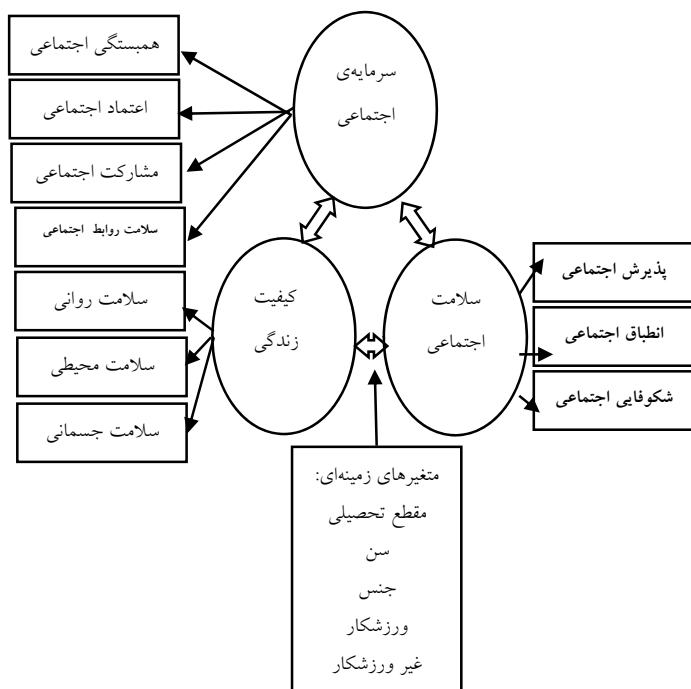 سرمایه‌ی
اجتماعی
همبستگی اجتماعی
اعتماد اجتماعی
مشارکت اجتماعی
سلامت روابط اجتماعی
سلامت
اجتماعی
پذیرش اجتماعی
انطباق اجتماعی
شکوفایی اجتماعی
کیفیت
زندگی
سلامت روانی
سلامت محیطی
سلامت جسمانی
متغیرهای زمینه‌ای:
مقطع تحصیلی
سن
جنس
ورزشکار
غیر ورزشکار